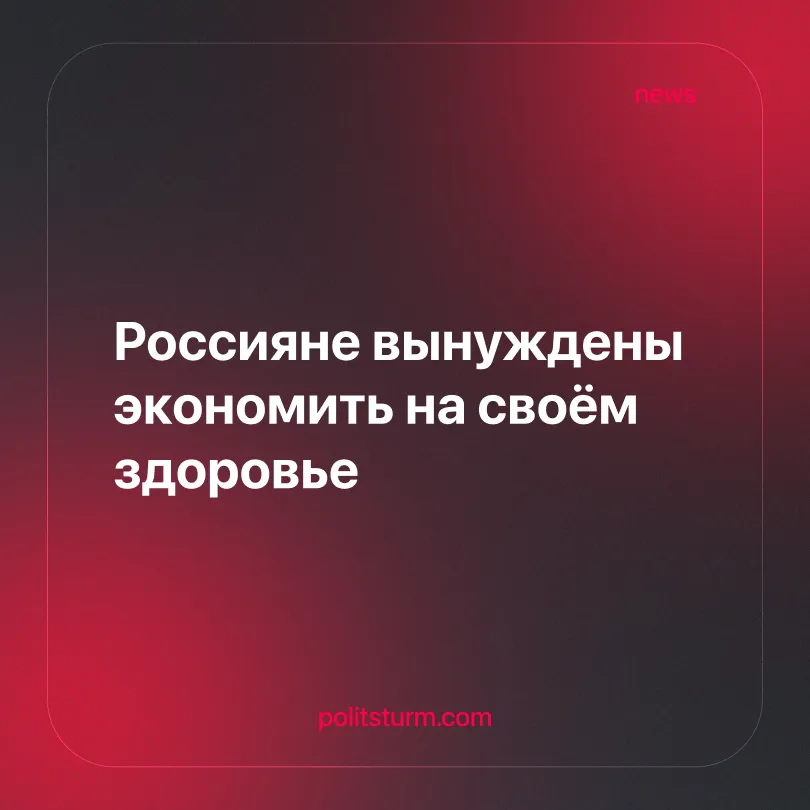 news
Россияне вынуждены
экономить на своём
здоровье
politsturm.com